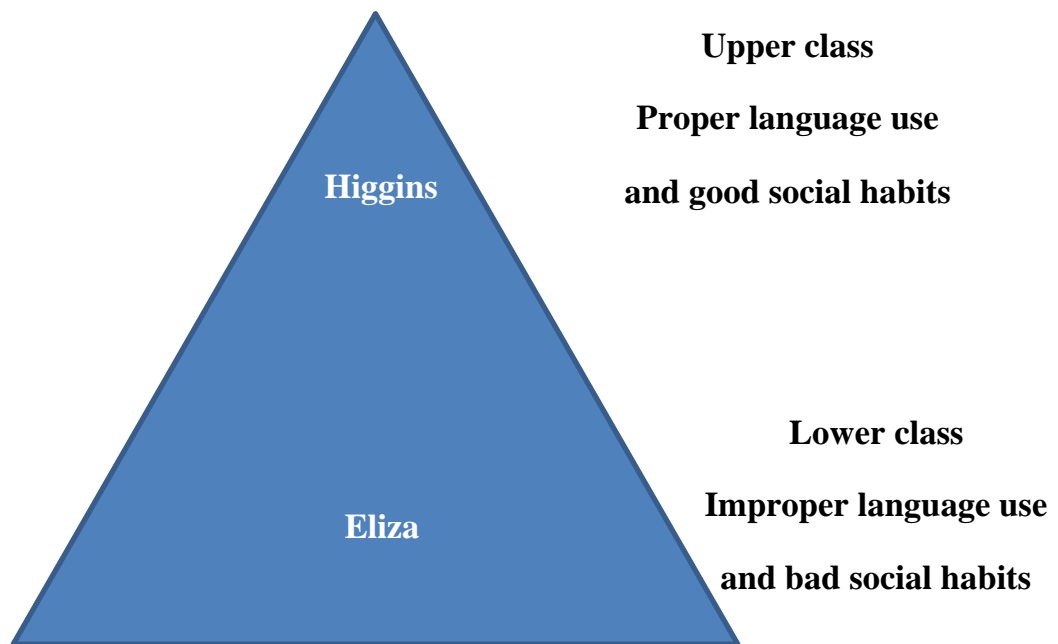 Upper class
Proper language use
Higgins
and good social habits
Lower class
Improper language use
Eliza
and bad social habits